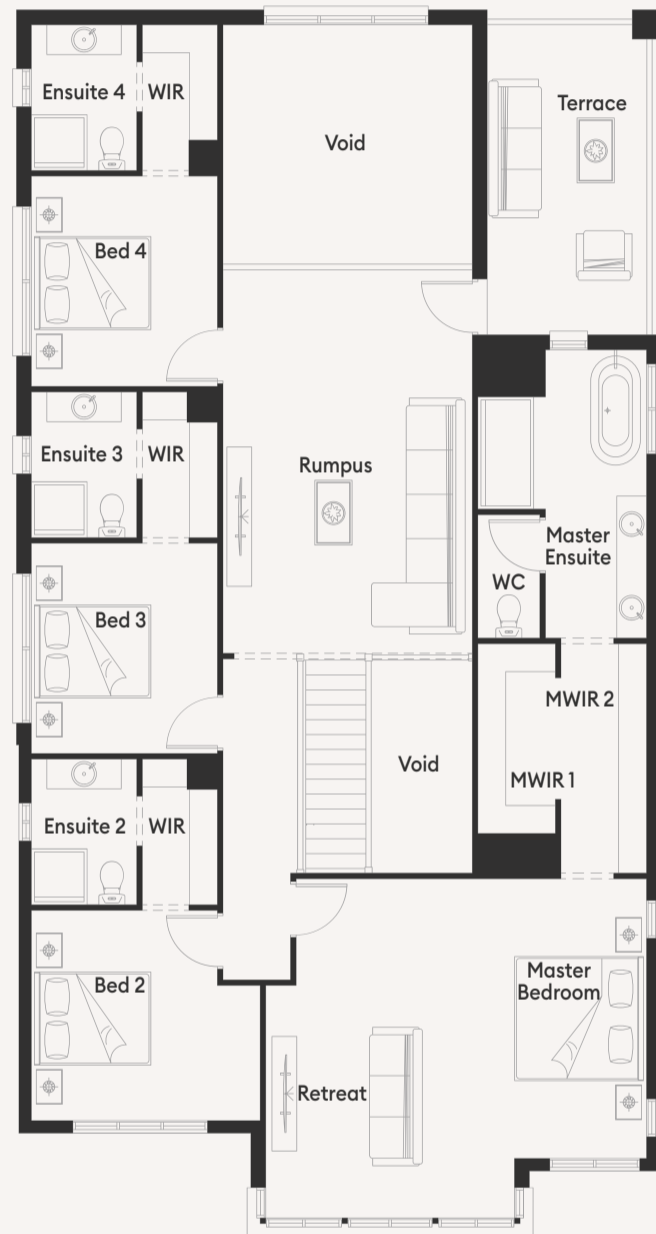 Ensuite 4
WIR
Void
Terrace
Bed 4
Ensuite 3
WIR
Rumpus
Master
Ensuite
WC
Bed 3
MWIR 2
Void
MWIR 1
Ensuite 2
WIR
Bed 2
Master
Bedroom
Retreat